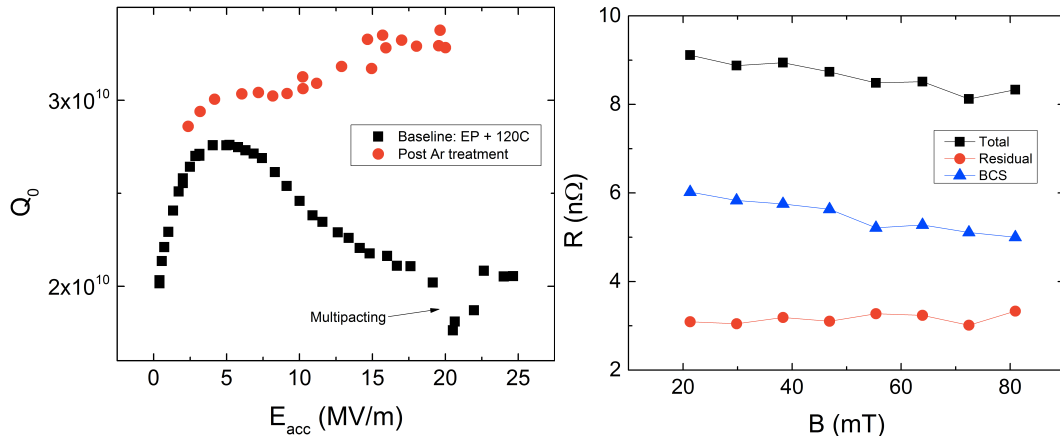 3x10^10
2x10^10
Q_0
0
5
10
15
20
25
E_acc (MV/m)
Baseline: EP + 120C
Post Ar treatment
Multipacting
10
8
6
4
2
R (nΩ)
20
40
60
80
B (mT)
Total
Residual
BCS